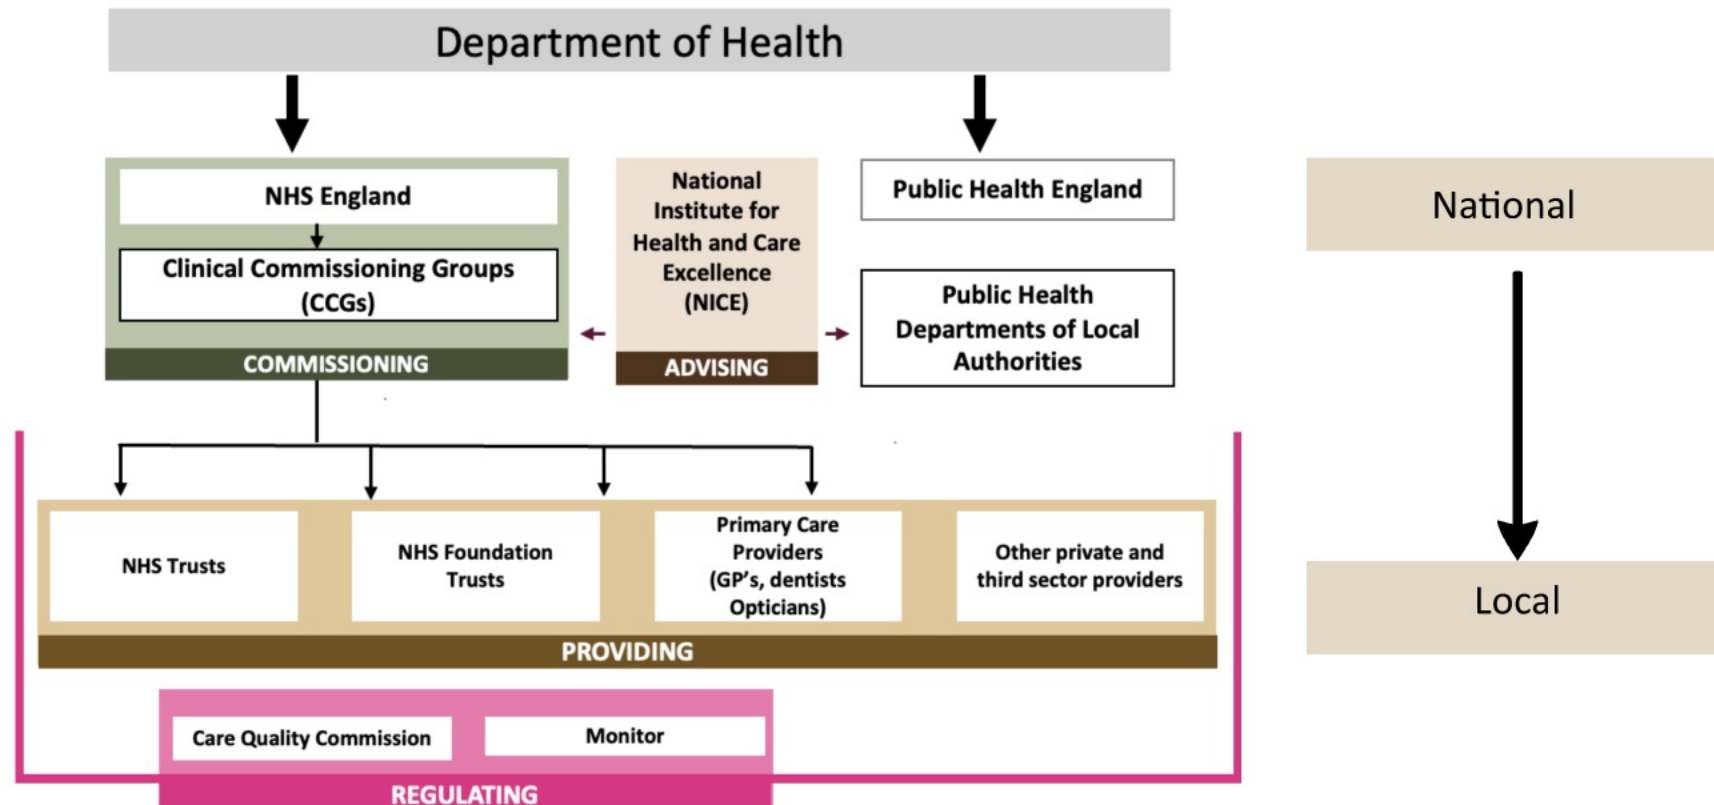 Department of Health
NHS England
Clinical Commissioning Groups
(CCGs)
COMMISSIONING
National
Institute for
Health and Care
Excellence
(NICE)
ADVISING
Public Health England
Public Health
Departments of Local
Authorities
National
Local
NHS Trusts
NHS Foundation
Trusts
Primary Care
Providers
(GP's, dentists
Opticians)
Other private and
third sector providers
PROVIDING
Care Quality Commission
Monitor
REGULATING